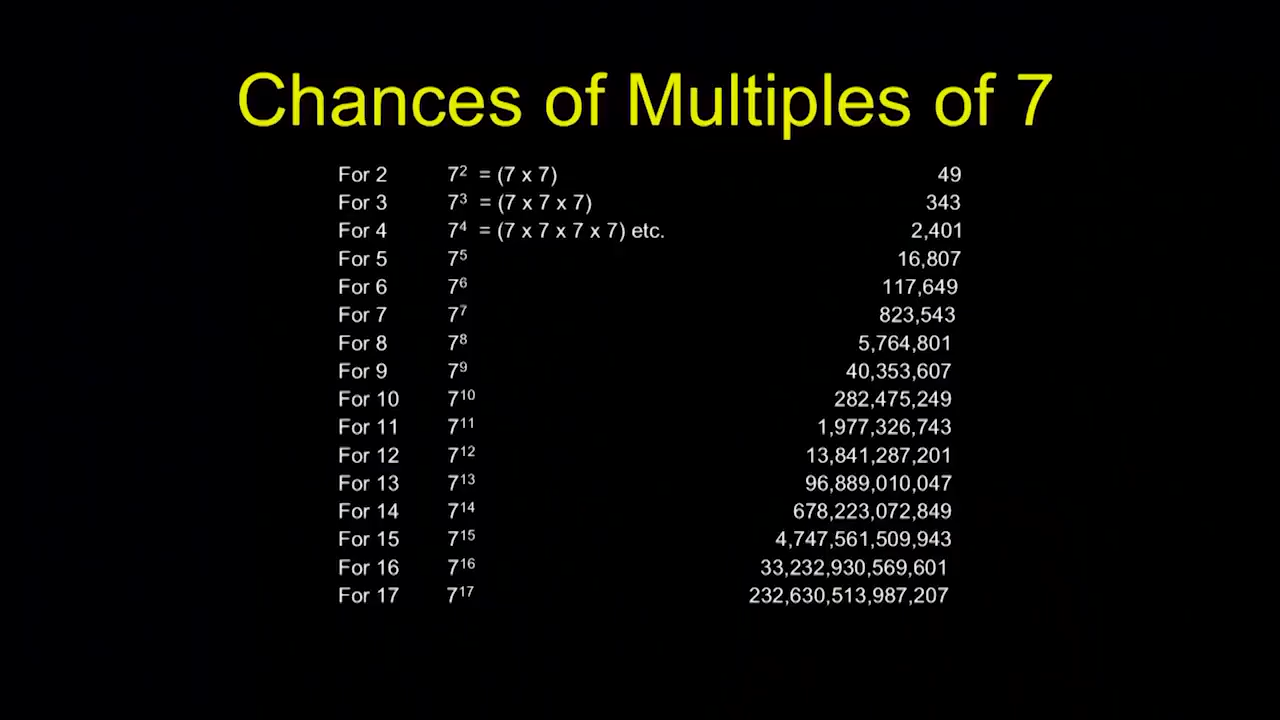 Chances of Multiples of 7
For 2 7² = (7 x 7) 49
For 3 7³ = (7 x 7 x 7) 343
For 4 7⁴ = (7 x 7 x 7 x 7) etc. 2,401
For 5 7⁵ 16,807
For 6 7⁶ 117,649
For 7 7⁷ 823,543
For 8 7⁸ 5,764,801
For 9 7⁹ 40,353,607
For 10 7¹⁰ 282,475,249
For 11 7¹¹ 1,977,326,743
For 12 7¹² 13,841,287,201
For 13 7¹³ 96,889,010,047
For 14 7¹⁴ 678,223,072,849
For 15 7¹⁵ 4,747,561,509,943
For 16 7¹⁶ 33,232,930,569,601
For 17 7¹⁷ 232,630,513,987,207